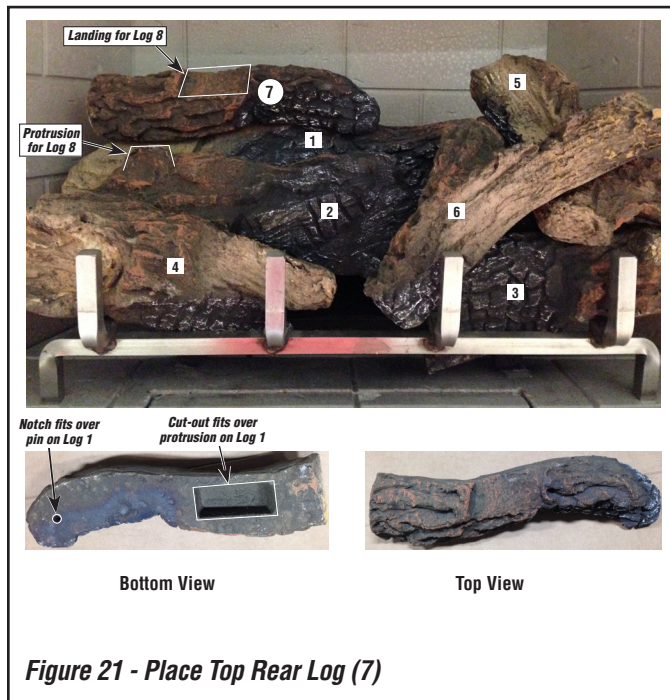 Landing for Log 8
7
5
Protrusion
for Log 8
1
2
6
4
3
Notch fits over
pin on Log 1
Cut-out fits over
protrusion on Log 1
Bottom View
Top View
Figure 21 - Place Top Rear Log (7)